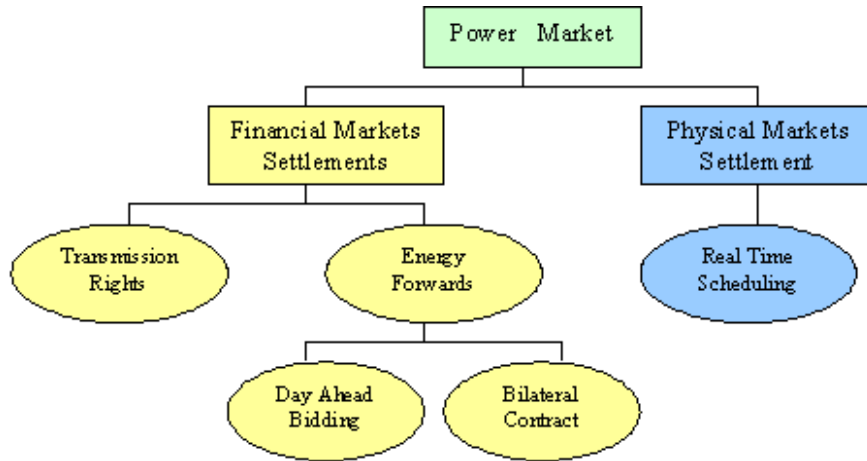 Power Market
Financial Markets
Settlements
Physical Markets
Settlement
Transmission
Rights
Energy
Forwards
Real Time
Scheduling
Day Ahead
Bidding
Bilateral
Contract